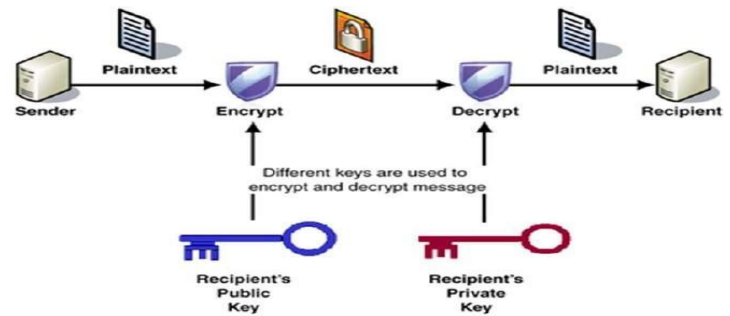 Plaintext
Ciphertext
Plaintext
Sender
Encrypt
Decrypt
Recipient
Different keys are used to
encrypt and decrypt message
Recipient's
Public
Key
Recipient's
Private
Key